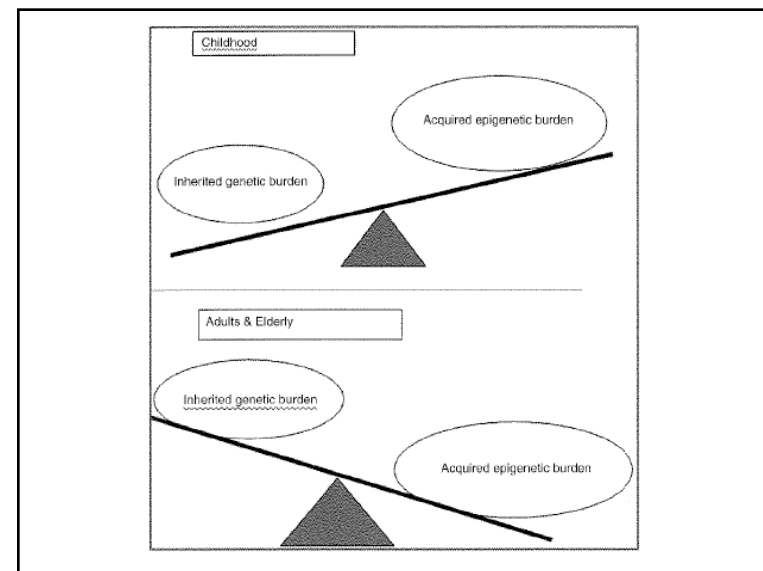 Childhood
Acquired epigenetic burden
Inherited genetic burden
Adults & Elderly
Inherited genetic burden
Acquired epigenetic burden